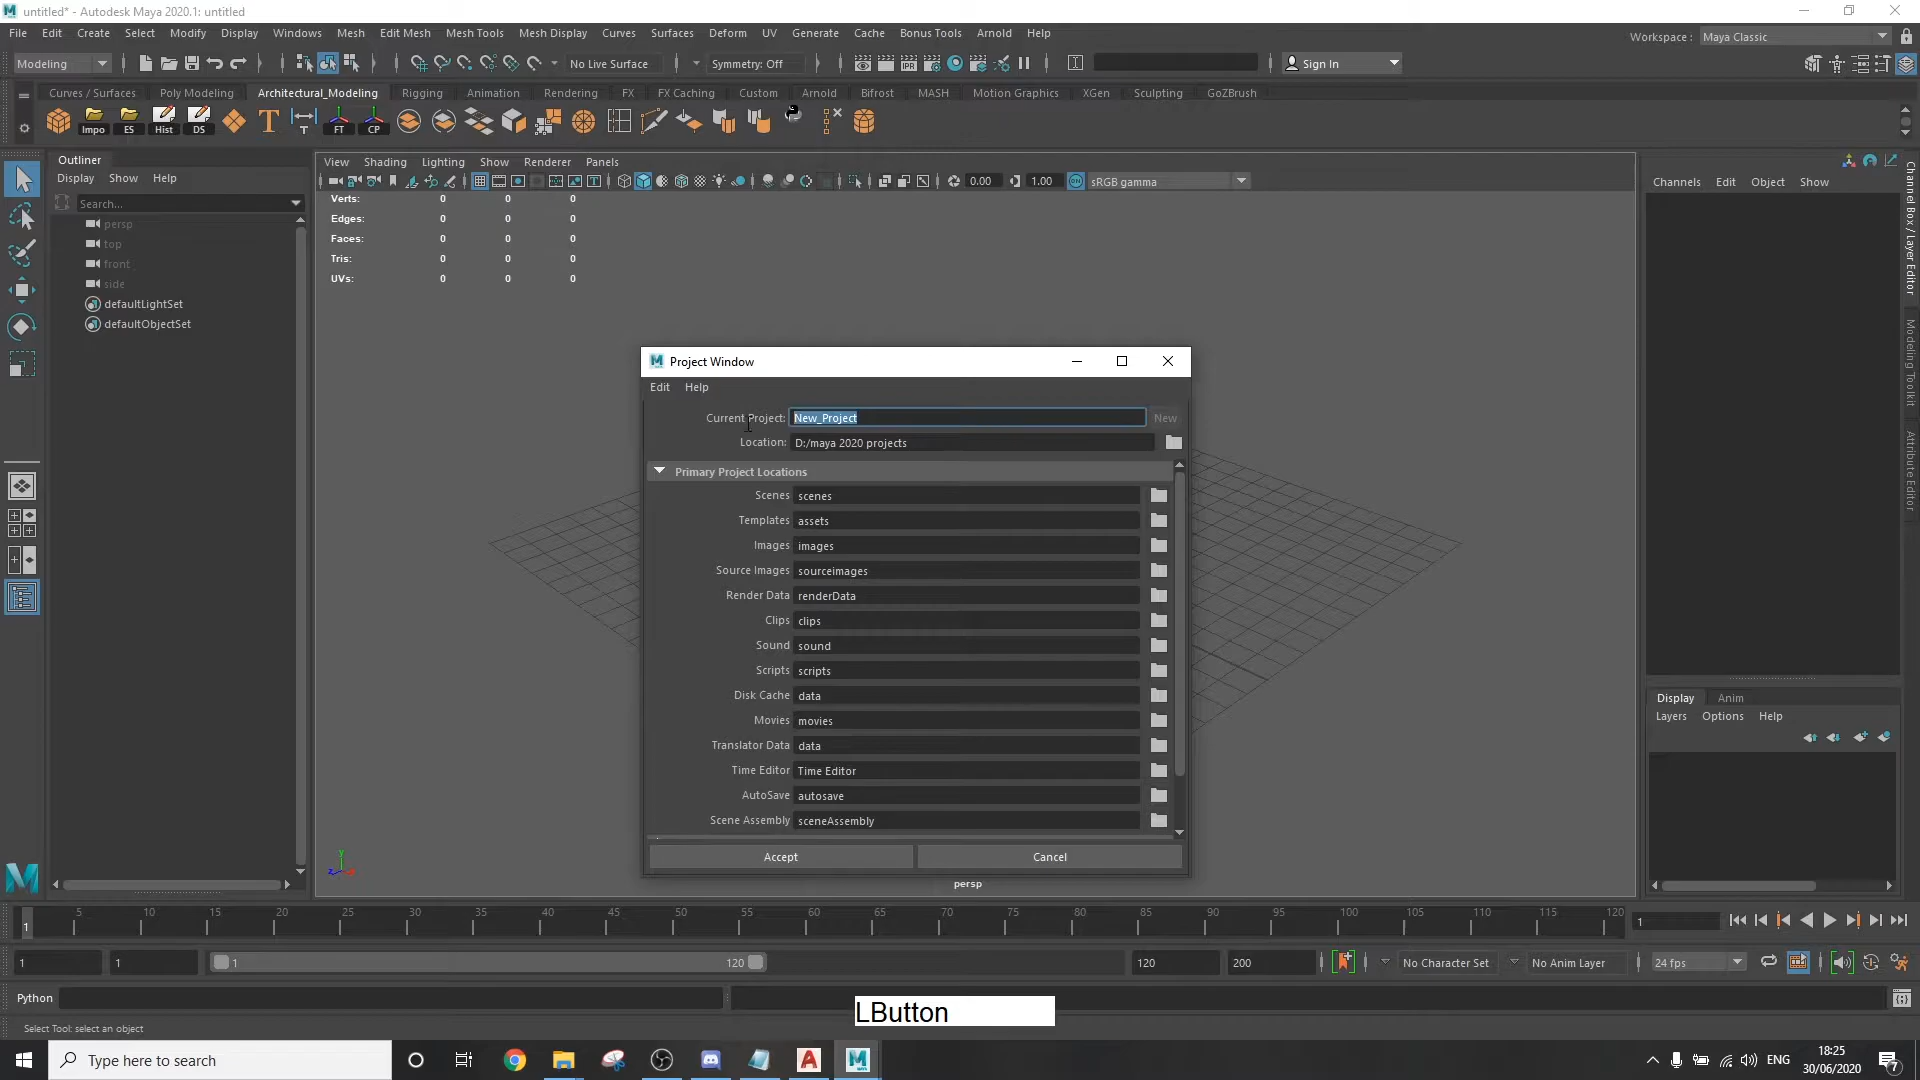 untitled* - Autodesk Maya 2020.1: untitled
File Edit Create Select Modify Display Windows Mesh Edit Mesh Mesh Tools Mesh Display Curves Surfaces Deform UV Generate Cache Bonus Tools Arnold Help
Workspace : Maya Classic
Modeling No Live Surface Symmetry: Off Sign In
Curves / Surfaces Poly Modeling Architectural_Modeling Rigging Animation Rendering FX FX Caching Custom Arnold Bifrost MASH Motion Graphics XGen Sculpting GoZBrush
Impo ES Hist DS FT CP
Outliner
Display Show Help
Search...
persp
top
front
side
defaultLightSet
defaultObjectSet
View Shading Lighting Show Renderer Panels
0.00 1.00 ON sRGB gamma
Verts: 0 0 0
Edges: 0 0 0
Faces: 0 0 0
Tris: 0 0 0
UVs: 0 0 0
Project Window
Edit Help
Current Project: New_Project New
Location: D:/maya 2020 projects
Primary Project Locations
Scenes scenes
Templates assets
Images images
Source Images sourceimages
Render Data renderData
Clips clips
Sound sound
Scripts scripts
Disk Cache data
Movies movies
Translator Data data
Time Editor Time Editor
AutoSave autosave
Scene Assembly sceneAssembly
Accept Cancel
persp
y
z
Channels Edit Object Show
Channel Box / Layer Editor
Modeling Toolkit
Attribute Editor
Display Anim
Layers Options Help
1 5 10 15 20 25 30 35 40 45 50 55 60 65 70 75 80 85 90 95 100 105 110 115 120 1
1 1 1 120 120 200 No Character Set No Anim Layer 24 fps
Python
LButton
Select Tool: select an object
Type here to search
ENG
18:25
30/06/2020
7